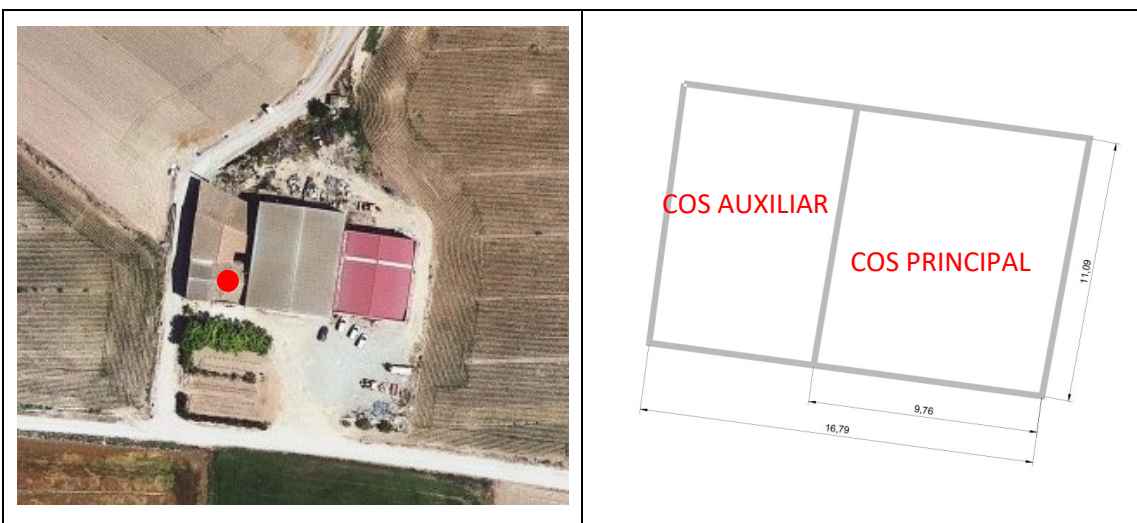 COS AUXILIAR
COS PRINCIPAL
11,09
9,76
16,79